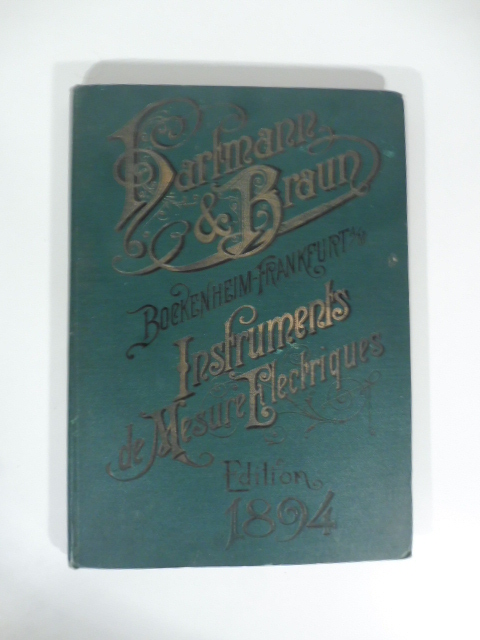 Hartmann
& Braun
BOCKENHEIM-FRANKFURT a/M
Instruments
de Mesure Electriques
Edition
1894